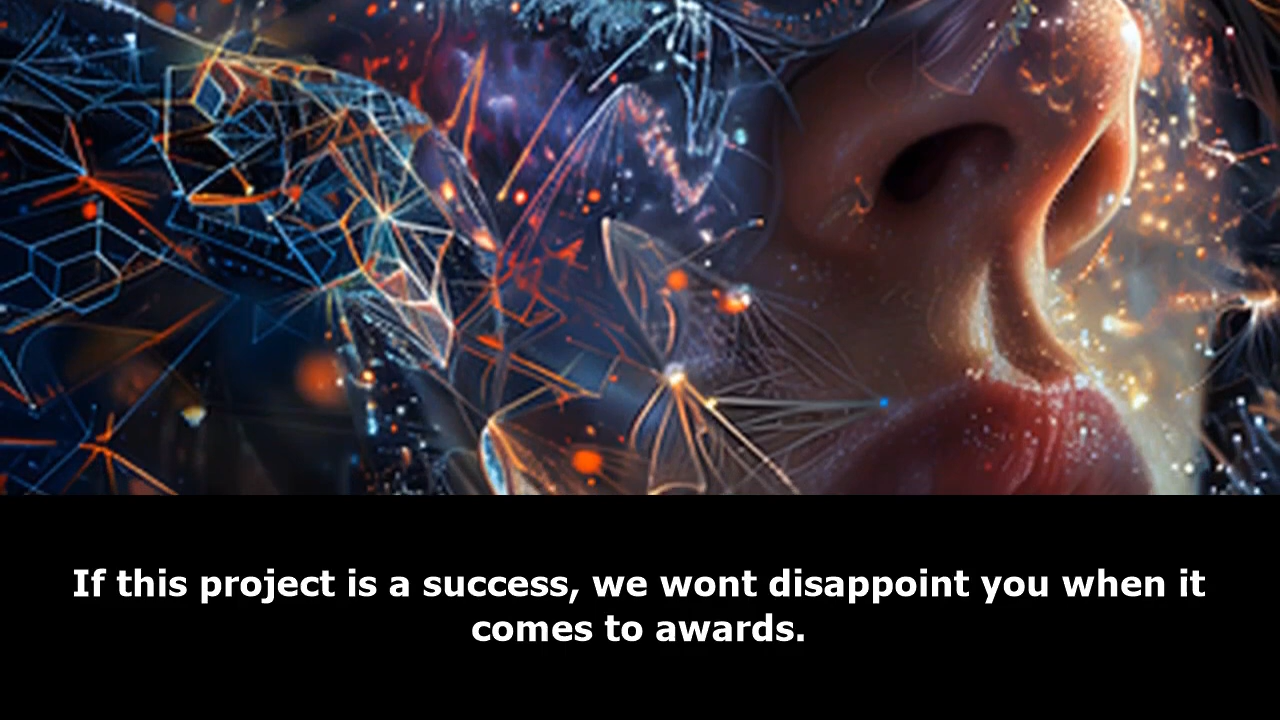 If this project is a success, we wont disappoint you when it
comes to awards.